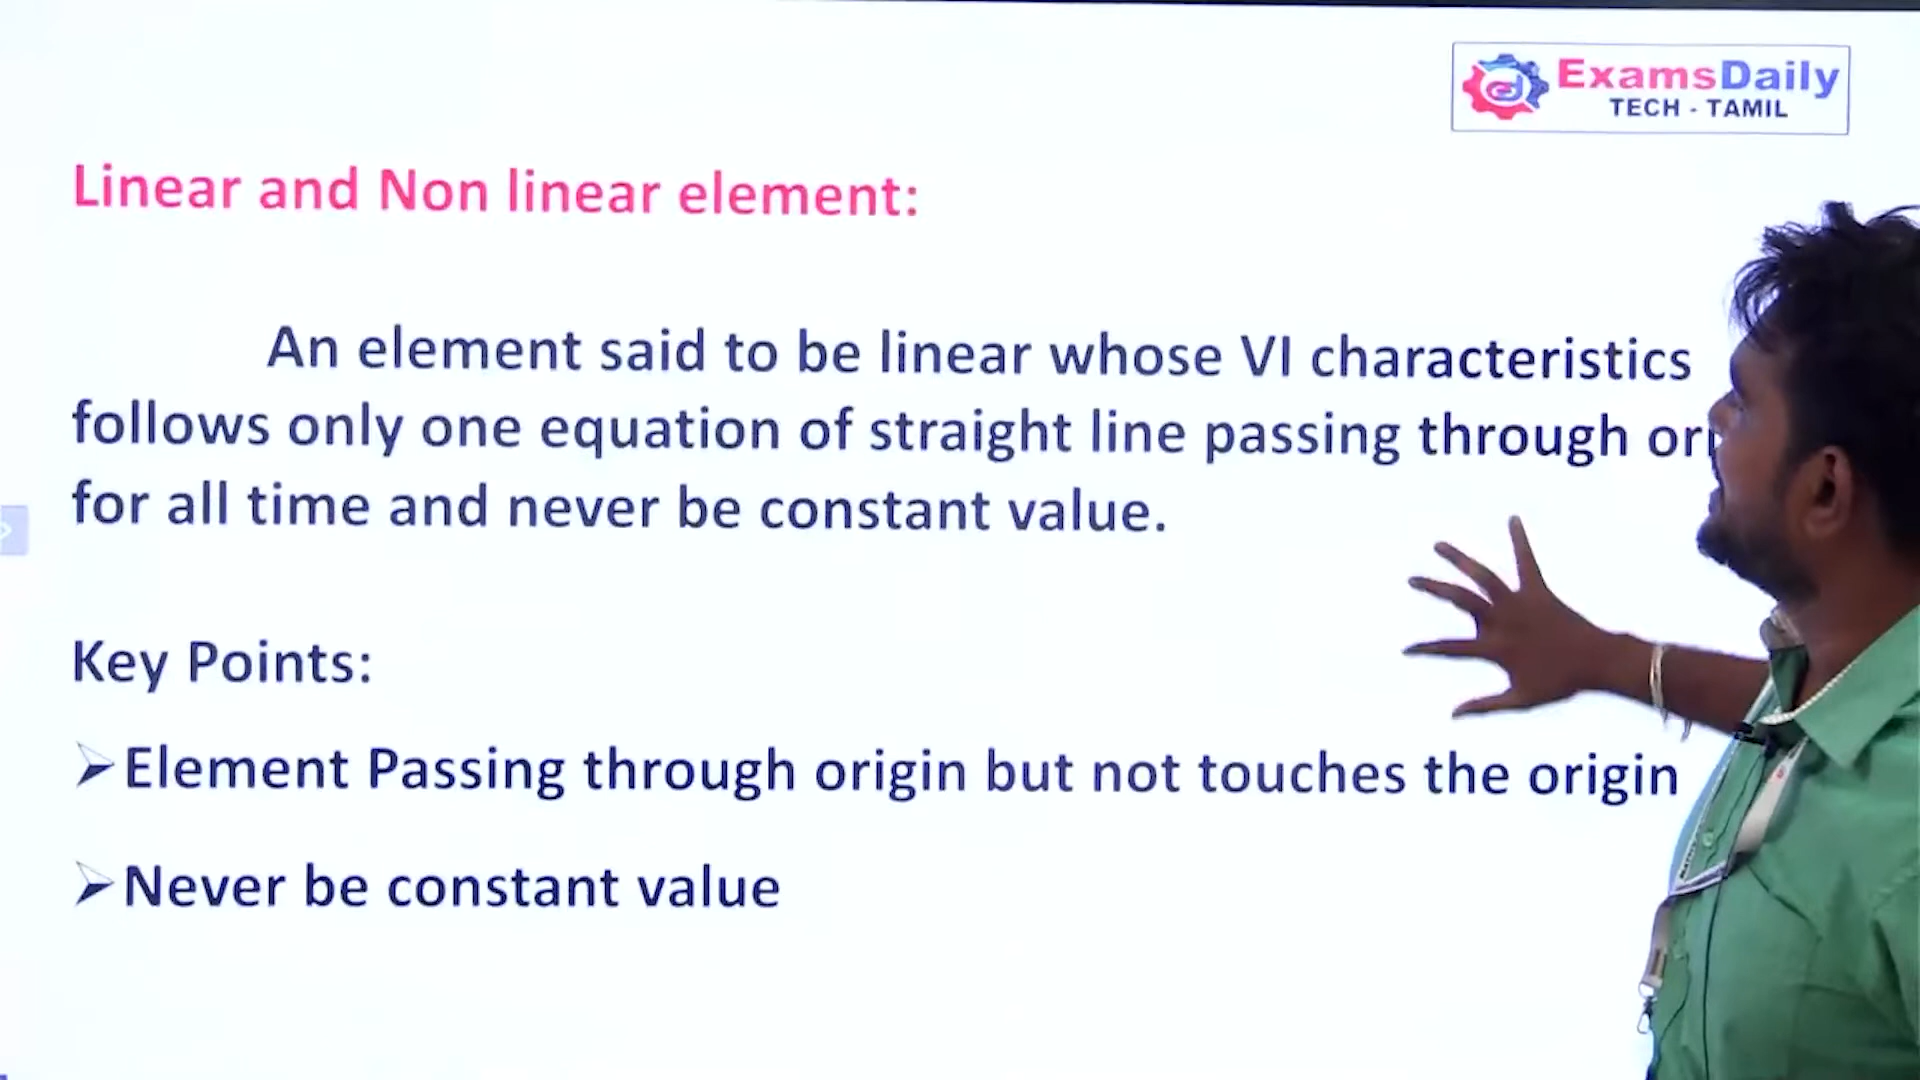 ExamsDaily
TECH - TAMIL
Linear and Non linear element:
An element said to be linear whose VI characteristics
follows only one equation of straight line passing through
for all time and never be constant value.
Key Points:
➢Element Passing through origin but not touches the origin
➢Never be constant value